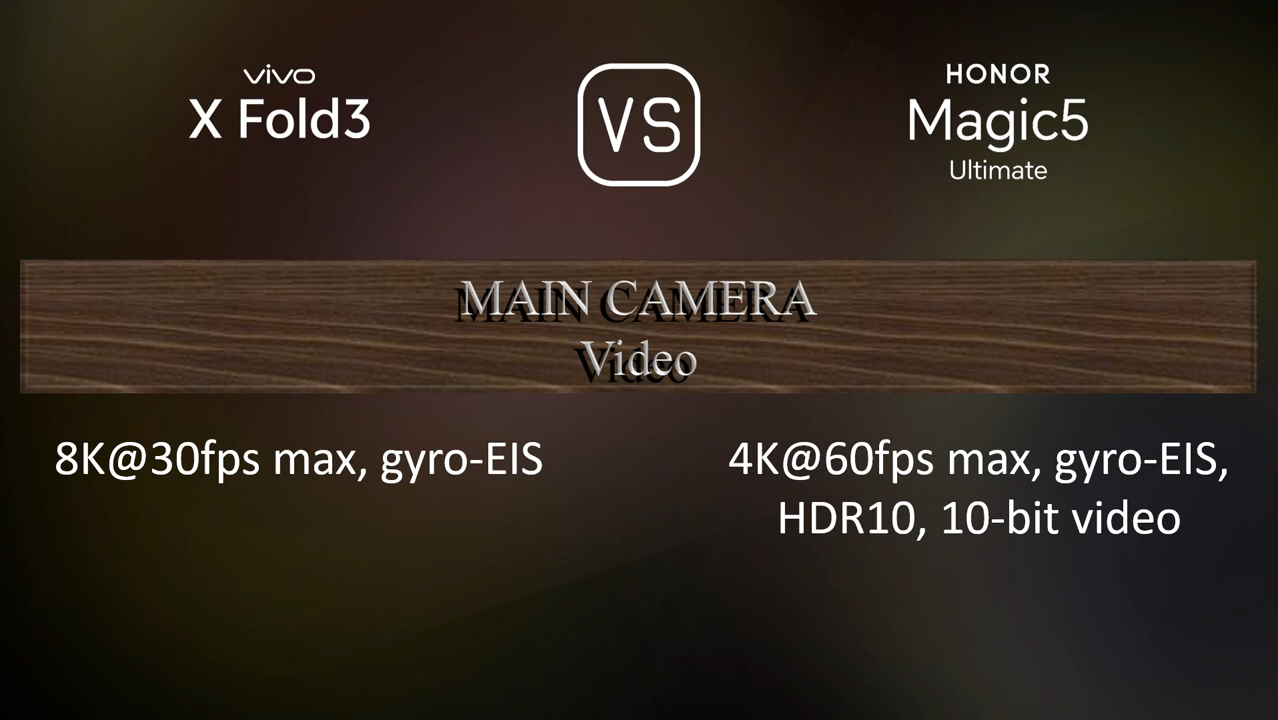 vivo
X Fold3
VS
HONOR
Magic5
Ultimate
MAIN CAMERA
Video
8K@30fps max, gyro-EIS
4K@60fps max, gyro-EIS,
HDR10, 10-bit video